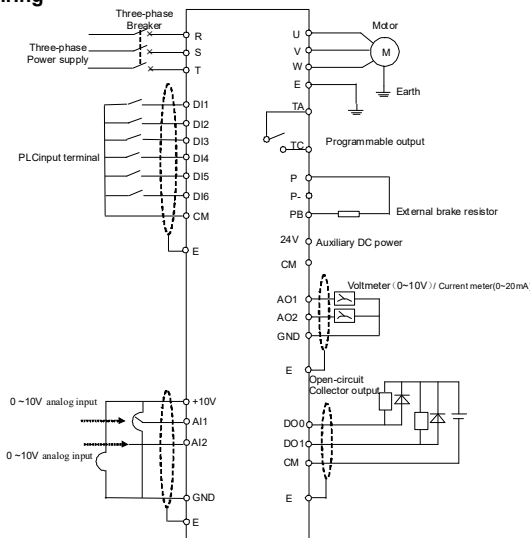 iring
Three-phase
Breaker
Three-phase
Power supply
R
S
T
DI1
DI2
DI3
DI4
DI5
DI6
CM
PLCinput terminal
E
0 ~10V analog input
+10V
AI1
AI2
0 ~10V analog input
GND
E
U
V
W
E
Motor
M
Earth
TA
TC
Programmable output
P
P-
PB
External brake resistor
24V
Auxiliary DC power
CM
Voltmeter（0~10V）/ Current meter(0~20mA)
AO1
AO2
GND
E
Open-circuit
Collector output
DO0
DO1
CM
E